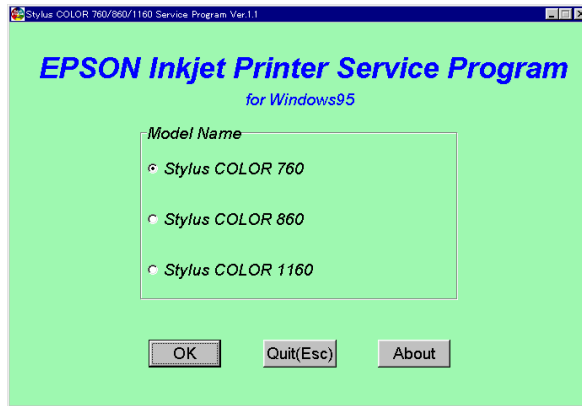 Stylus COLOR 760/860/1160 Service Program Ver.1.1
EPSON Inkjet Printer Service Program
for Windows95
Model Name
Stylus COLOR 760
Stylus COLOR 860
Stylus COLOR 1160
OK
Quit(Esc)
About